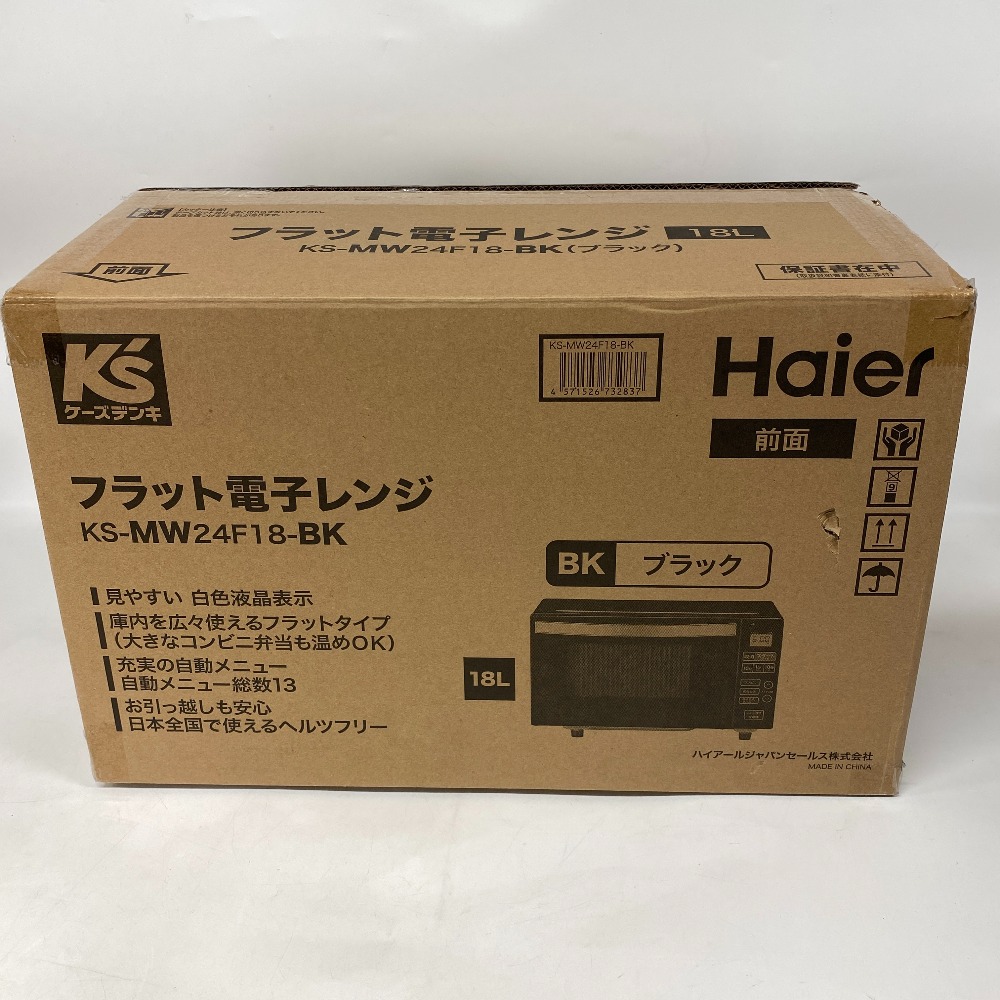 フラット電子レンジ 18L
KS-MW24F18-BK(ブラック)
前面
保証書在中
K's
ケーズデンキ
KS-MW24F18-BK
4 571526 732837
Haier
前面
フラット電子レンジ
KS-MW24F18-BK
9
BK ブラック
見やすい 白色液晶表示
庫内を広々使えるフラットタイプ
(大きなコンビニ弁当も温めOK)
充実の自動メニュー
自動メニュー総数13
お引っ越しも安心
日本全国で使えるヘルツフリー
18L
ハイアールジャパンセールス株式会社
MADE IN CHINA